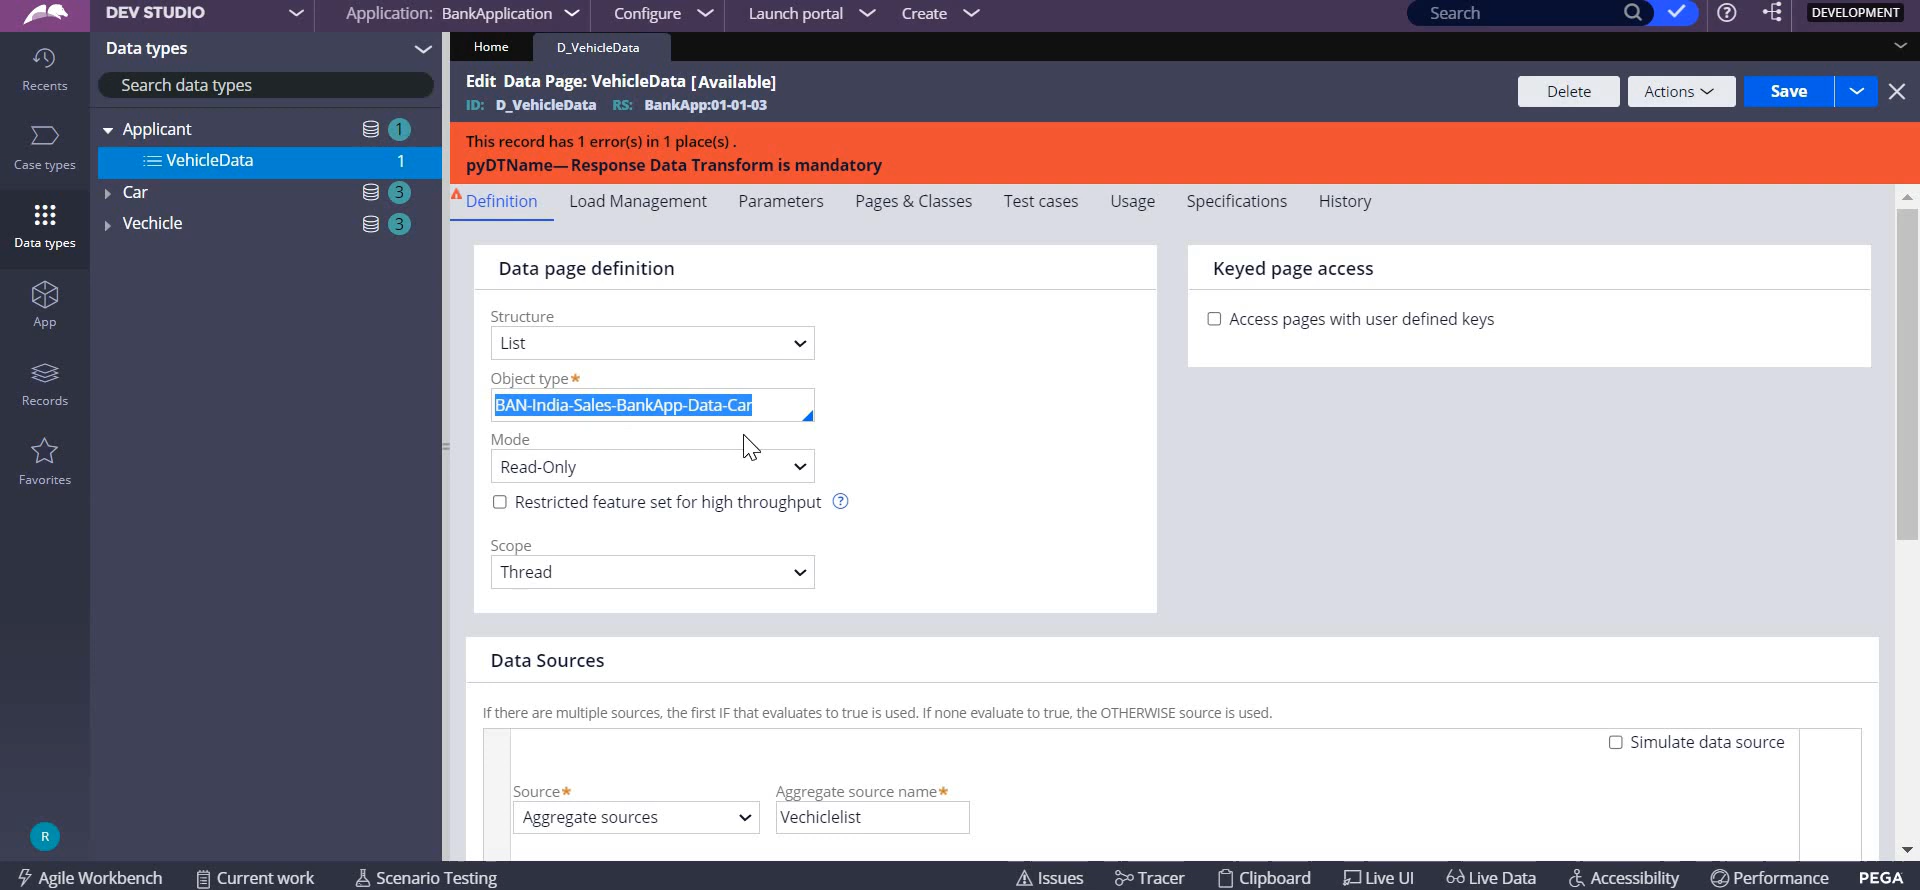 DEV STUDIO
Application: BankApplication
Configure
Launch portal
Create
Search
DEVELOPMENT
Recents
Case types
Data types
App
Records
Favorites
R
Data types
Search data types
Applicant 1
VehicleData 1
Car 3
Vechicle 3
Home
D_VehicleData
Edit Data Page: VehicleData [Available]
ID: D_VehicleData RS: BankApp:01-01-03
Delete
Actions
Save
This record has 1 error(s) in 1 place(s) .
pyDTName— Response Data Transform is mandatory
Definition
Load Management
Parameters
Pages & Classes
Test cases
Usage
Specifications
History
Data page definition
Structure
List
Object type*
BAN-India-Sales-BankApp-Data-Car
Mode
Read-Only
Restricted feature set for high throughput ?
Scope
Thread
Keyed page access
Access pages with user defined keys
Data Sources
If there are multiple sources, the first IF that evaluates to true is used. If none evaluate to true, the OTHERWISE source is used.
Simulate data source
Source*
Aggregate sources
Aggregate source name*
Vechiclelist
Agile Workbench
Current work
Scenario Testing
Issues
Tracer
Clipboard
Live UI
Live Data
Accessibility
Performance
PEGA